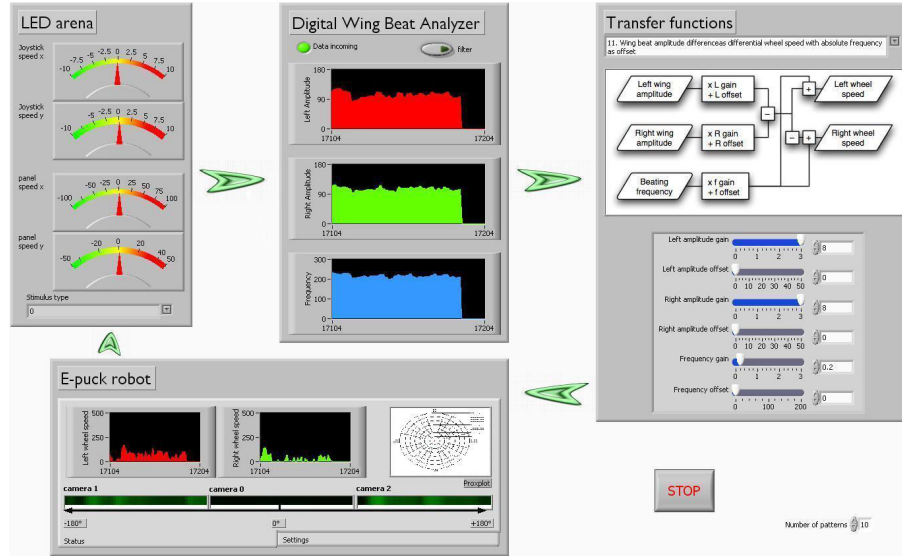 LED arena
Joystick
speed x
-10 -7.5 -5 -2.5 0 2.5 5 7.5 10
Joystick
speed y
-10 -7.5 -5 -2.5 0 2.5 5 7.5 10
panel
speed x
-100 -75 -50 -25 0 25 50 75 100
panel
speed y
-50 -40 -20 0 20 40 50
Stimulus type
0
Digital Wing Beat Analyzer
Data incoming
filter
Left Amplitude
180
90
0
17104 17204
Right Amplitude
180
90
0
17104 17204
Frequency
300
200
100
0
17104 17204
Transfer functions
11. Wing beat amplitude differenceas differential wheel speed with absolute frequency
as offset
Left wing
amplitude
x L gain
+ L offset
+
Left wheel
speed
-
Right wing
amplitude
x R gain
+ R offset
-
+
Right wheel
speed
Beating
frequency
x f gain
+ f offset
Left amplitude gain
0 1 2 3
8
Left amplitude offset
0 10 20 30 40 50
0
Right amplitude gain
0 1 2 3
8
Right amplitude offset
0 10 20 30 40 50
0
Frequency gain
0 1 2 3
0.2
Frequency offset
0 100 200
0
E-puck robot
Left wheel speed
500
250
0
17104 17204
Right wheel speed
500
250
0
17104 17204
Proxplot
camera 1 camera 0 camera 2
-180° 0° +180°
Status Settings
STOP
Number of patterns 10